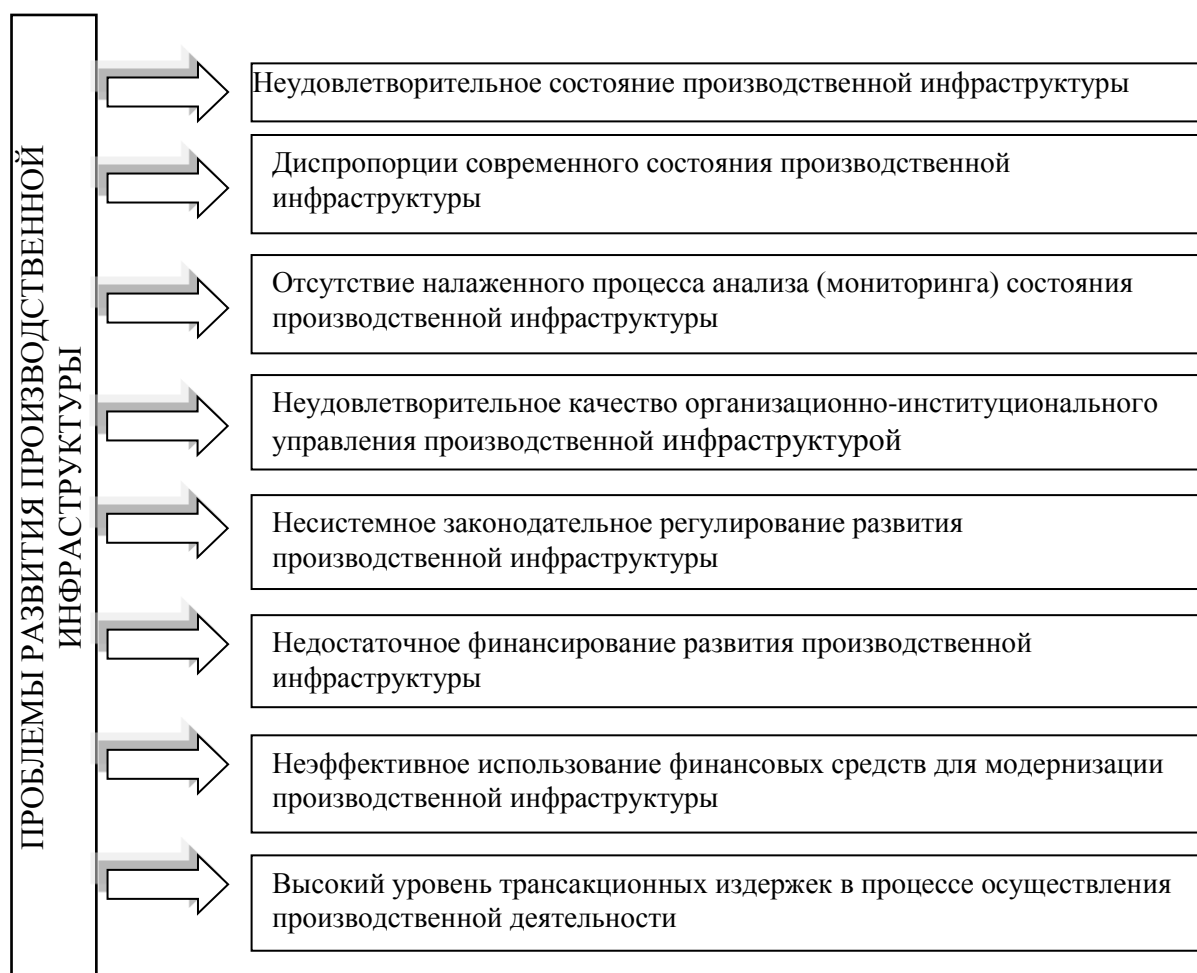 ПРОБЛЕМЫ РАЗВИТИЯ ПРОИЗВОДСТВЕННОЙ
ИНФРАСТРУКТУРЫ
Неудовлетворительное состояние производственной инфраструктуры
Диспропорции современного состояния производственной
инфраструктуры
Отсутствие налаженного процесса анализа (мониторинга) состояния
производственной инфраструктуры
Неудовлетворительное качество организационно-институционального
управления производственной инфраструктурой
Несистемное законодательное регулирование развития
производственной инфраструктуры
Недостаточное финансирование развития производственной
инфраструктуры
Неэффективное использование финансовых средств для модернизации
производственной инфраструктуры
Высокий уровень трансакционных издержек в процессе осуществления
производственной деятельности